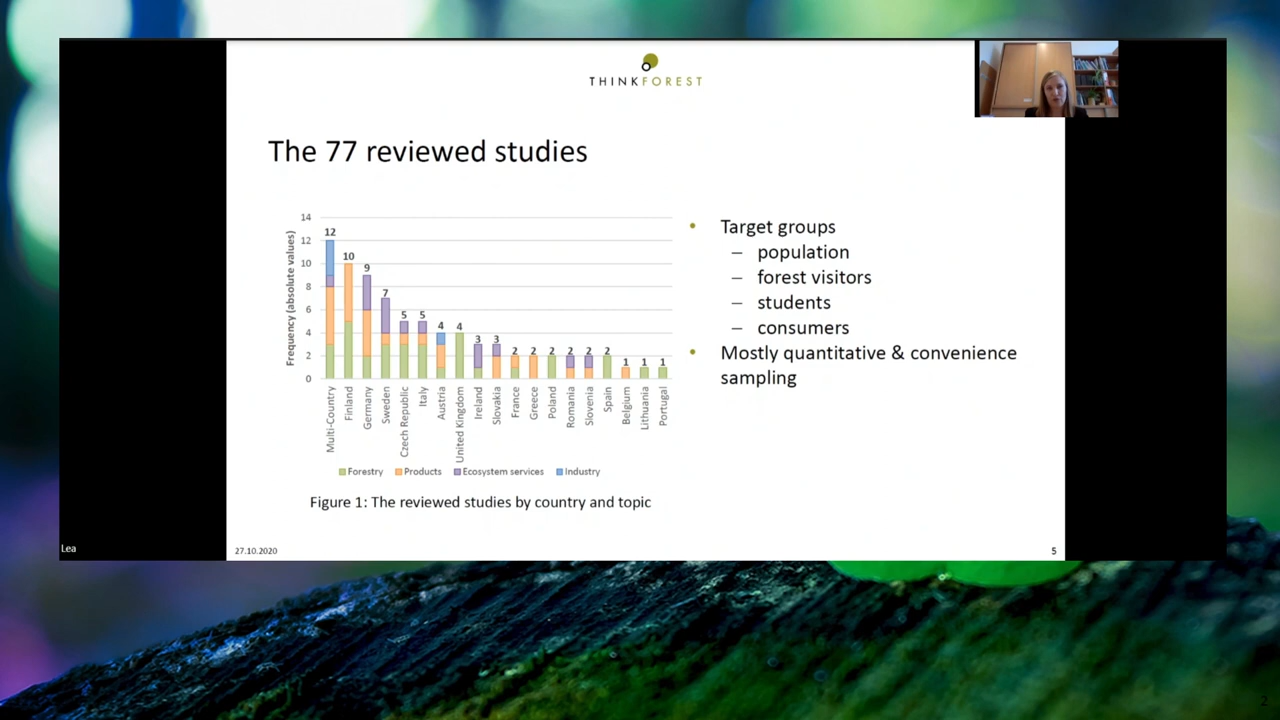 THINKFOREST
The 77 reviewed studies
Frequency (absolute values)
14
12
10
8
6
4
2
0
12
10
9
7
5
5
4
4
3
3
2
2
2
2
2
2
1
1
1
Multi-Country
Finland
Germany
Sweden
Czech Republic
Italy
Austria
United Kingdom
Ireland
Slovakia
France
Greece
Poland
Romania
Slovenia
Spain
Belgium
Lithuania
Portugal
Forestry Products Ecosystem services Industry
Figure 1: The reviewed studies by country and topic
• Target groups
– population
– forest visitors
– students
– consumers
• Mostly quantitative & convenience
sampling
Lea
27.10.2020
5
2